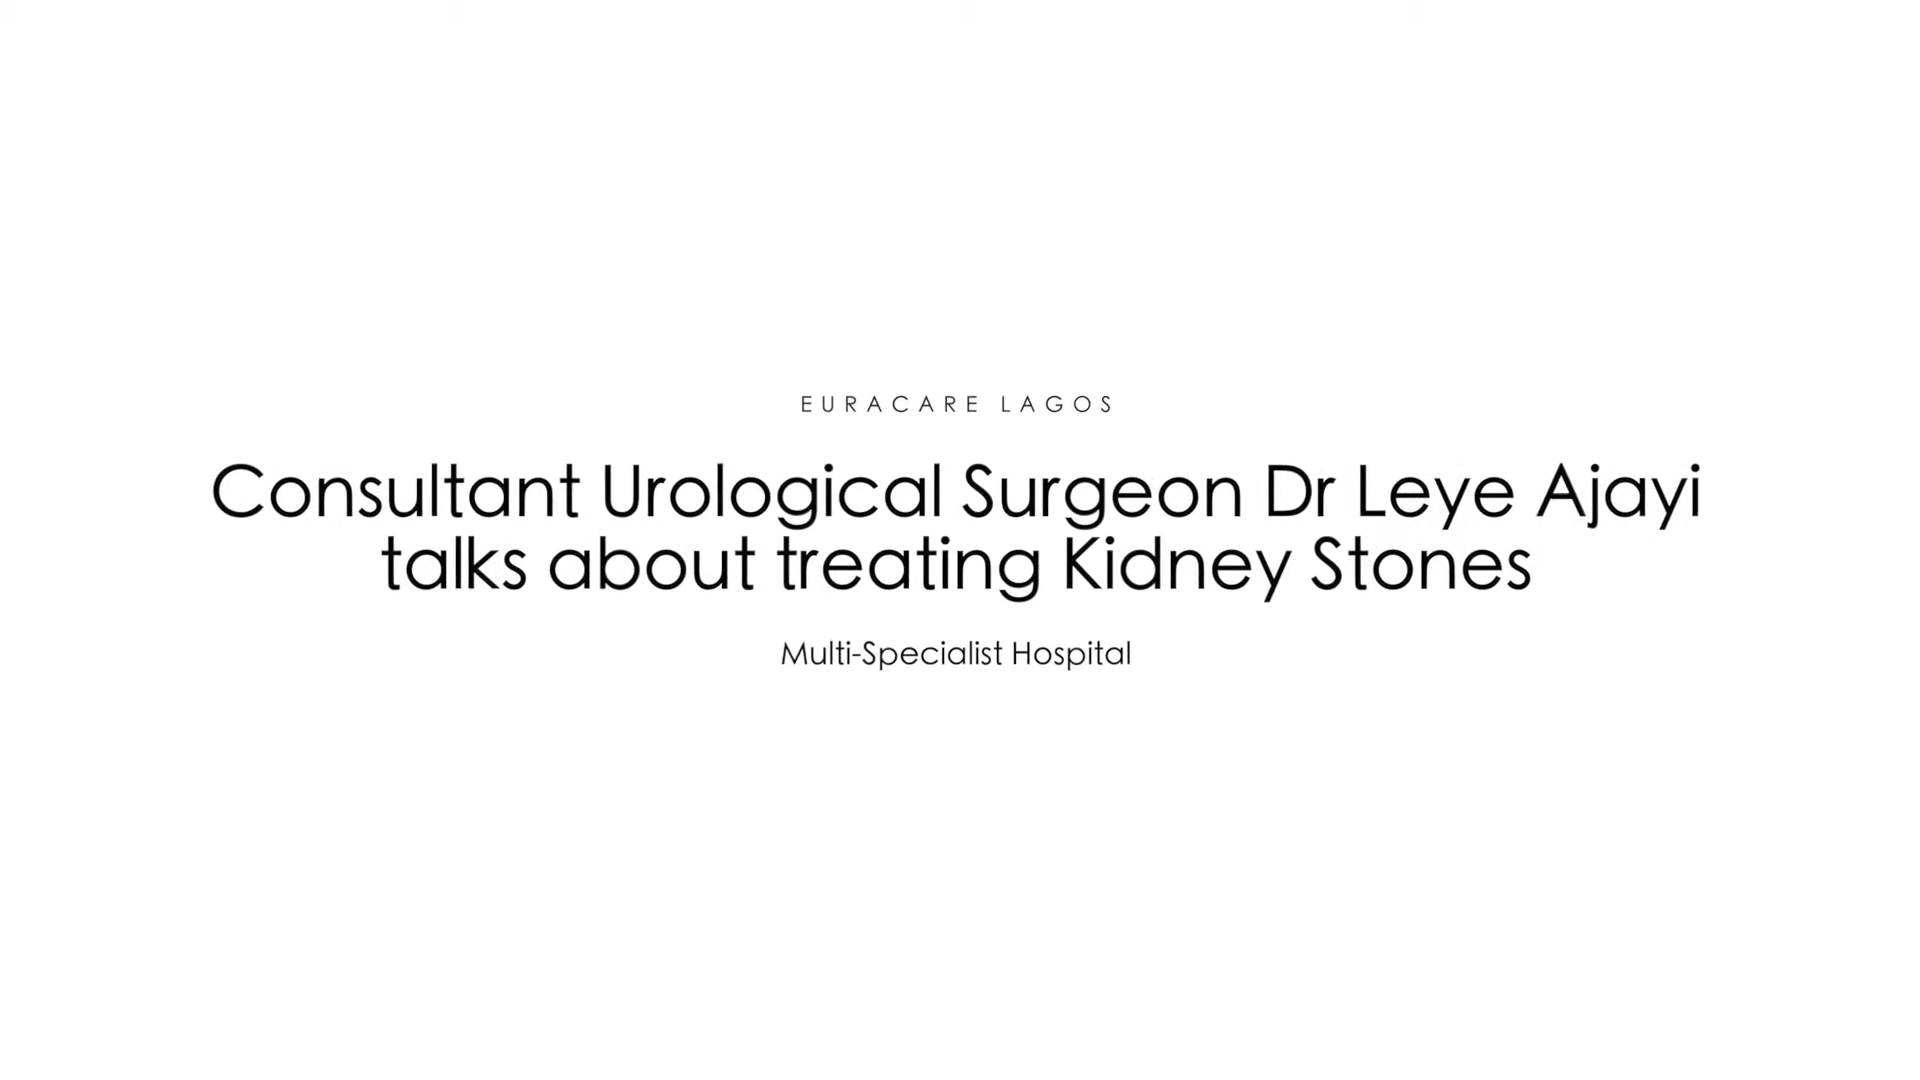 EURACARE LAGOS
Consultant Urological Surgeon Dr Leye Ajayi
talks about treating Kidney Stones
Multi-Specialist Hospital